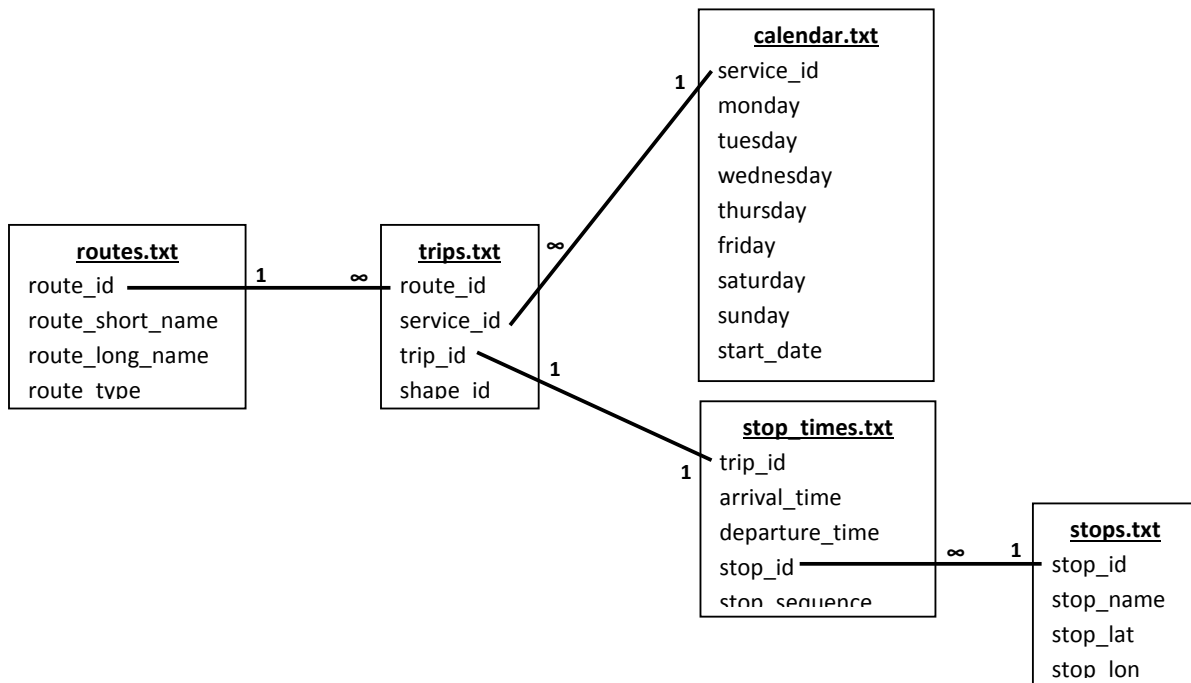 calendar.txt
service_id
monday
tuesday
wednesday
thursday
friday
saturday
sunday
start_date
1
∞
routes.txt
route_id
route_short_name
route_long_name
route_type
1
∞
trips.txt
route_id
service_id
trip_id
shape_id
1
1
stop_times.txt
trip_id
arrival_time
departure_time
stop_id
stop_sequence
∞
1
stops.txt
stop_id
stop_name
stop_lat
stop_lon